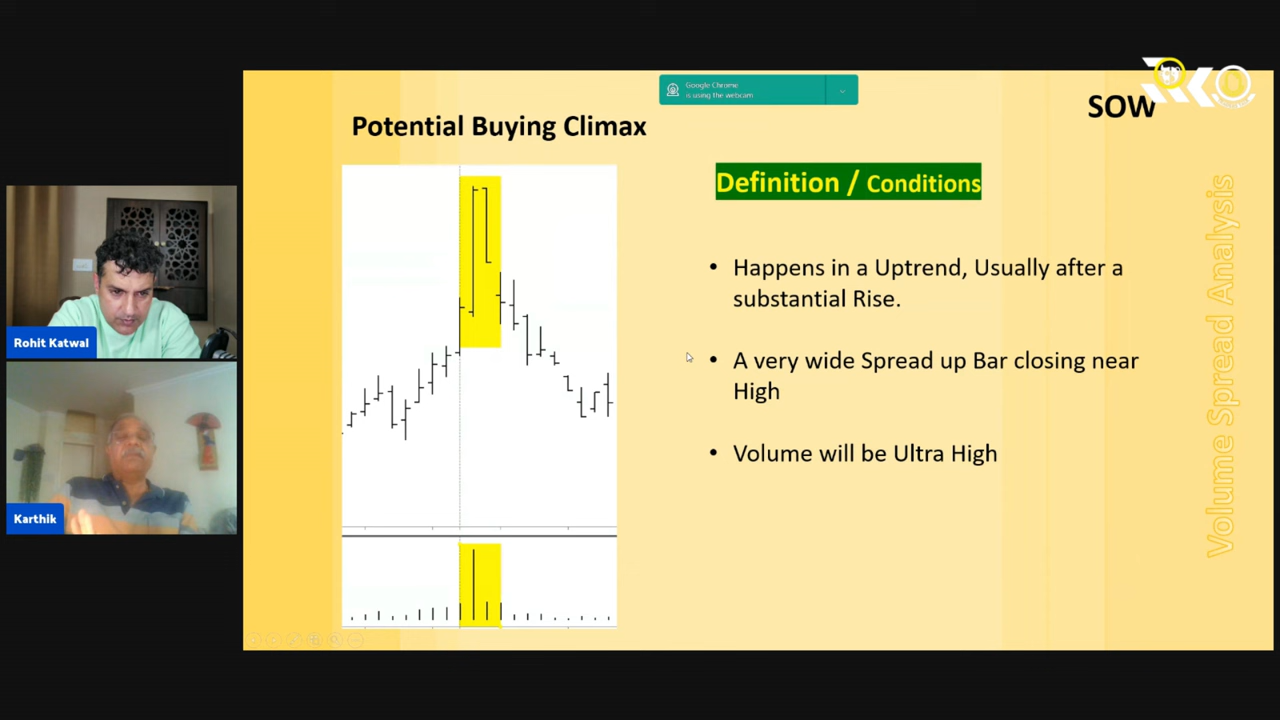 Google Chrome
is using the webcam
SOW
Potential Buying Climax
Definition / Conditions
• Happens in a Uptrend, Usually after a
substantial Rise.
• A very wide Spread up Bar closing near
High
• Volume will be Ultra High
Volume Spread Analysis
Rohit Katwal
Karthik